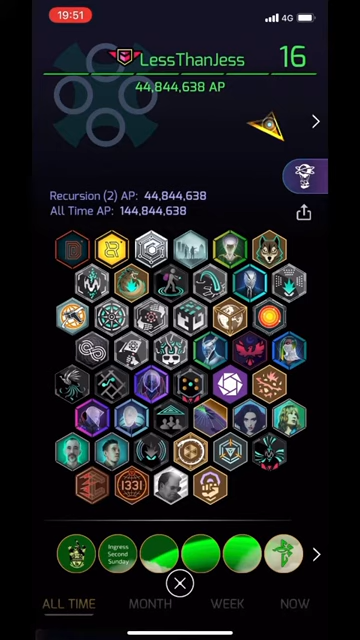 19:51
4G
LessThanJess
16
44,844,638 AP
Recursion (2) AP: 44,844,638
All Time AP: 144,844,638
1331
Ingress
Second
Sunday
ALL TIME
MONTH
WEEK
NOW